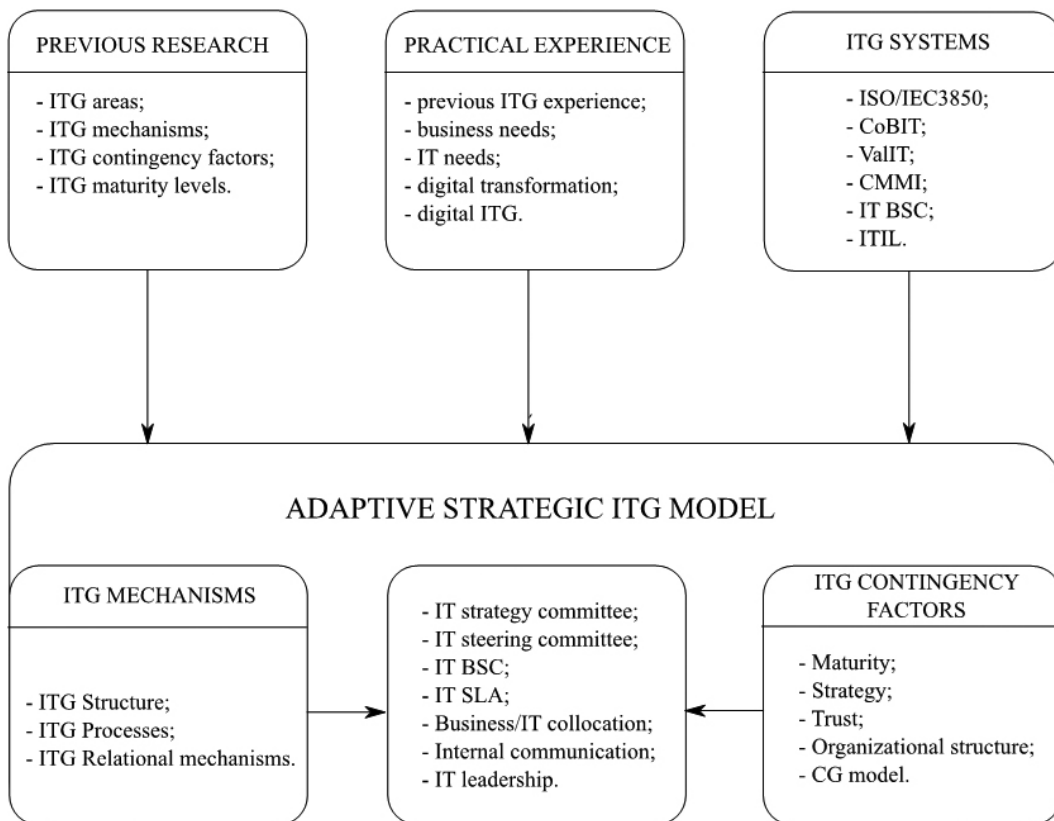 PREVIOUS RESEARCH
- ITG areas;
- ITG mechanisms;
- ITG contingency factors;
- ITG maturity levels.
PRACTICAL EXPERIENCE
- previous ITG experience;
- business needs;
- IT needs;
- digital transformation;
- digital ITG.
ITG SYSTEMS
- ISO/IEC3850;
- CoBIT;
- ValIT;
- CMMI;
- IT BSC;
- ITIL.
ADAPTIVE STRATEGIC ITG MODEL
ITG MECHANISMS
- ITG Structure;
- ITG Processes;
- ITG Relational mechanisms.
- IT strategy committee;
- IT steering committee;
- IT BSC;
- IT SLA;
- Business/IT collocation;
- Internal communication;
- IT leadership.
ITG CONTINGENCY
FACTORS
- Maturity;
- Strategy;
- Trust;
- Organizational structure;
- CG model.